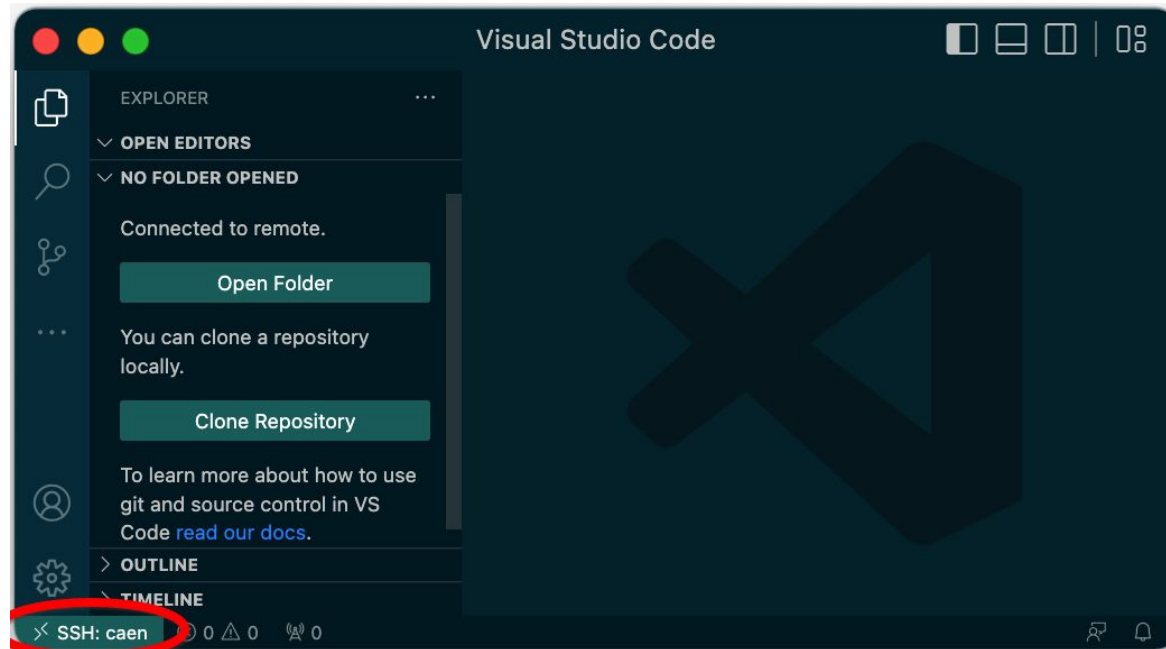 Visual Studio Code
EXPLORER
OPEN EDITORS
NO FOLDER OPENED
Connected to remote.
Open Folder
You can clone a repository
locally.
Clone Repository
To learn more about how to use
git and source control in VS
Code read our docs.
OUTLINE
TIMELINE
SSH: caen 0 0 0